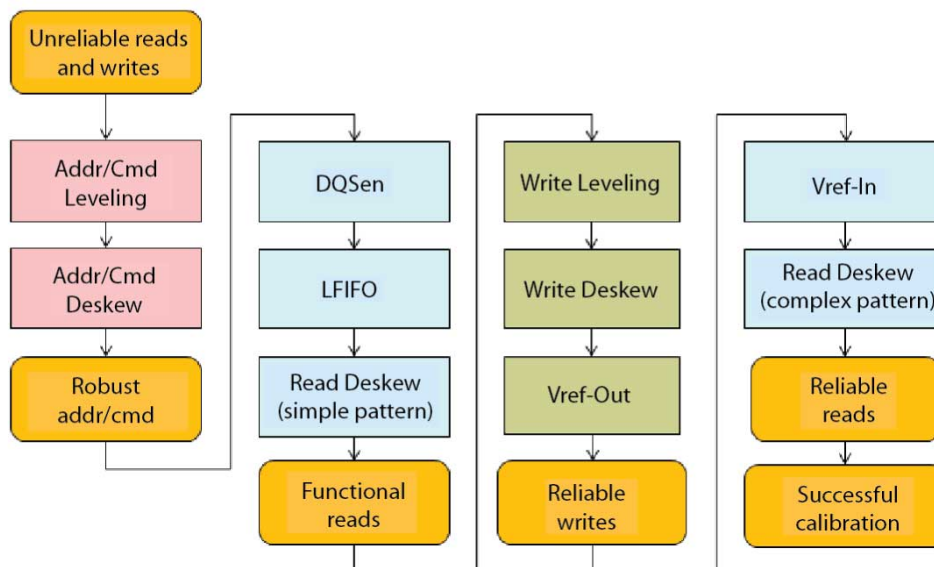 Unreliable reads
and writes
Addr/Cmd
Leveling
Addr/Cmd
Deskew
Robust
addr/cmd
DQSen
LFIFO
Read Deskew
(simple pattern)
Functional
reads
Write Leveling
Write Deskew
Vref-Out
Reliable
writes
Vref-In
Read Deskew
(complex pattern)
Reliable
reads
Successful
calibration